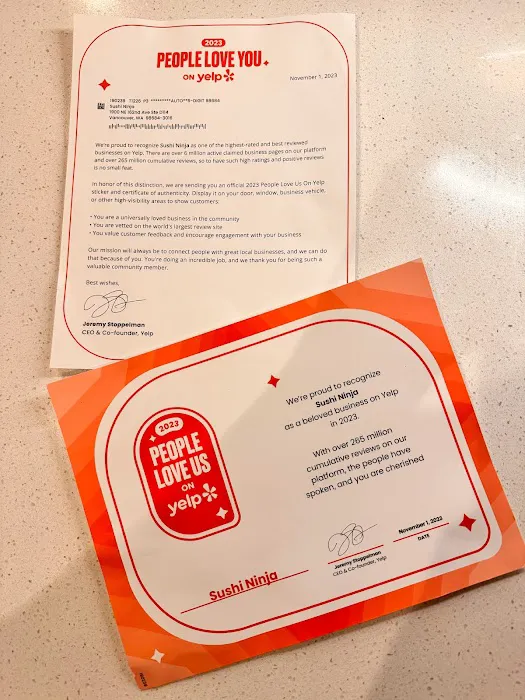 2023
PEOPLE LOVE YOU
ON yelp
November 1, 2023
Sushi Ninja
Vancouver, WA
We're proud to recognize Sushi Ninja as one of the highest-rated and best reviewed
businesses on Yelp. There are over 6 million active claimed business pages on our platform
and over 265 million cumulative reviews, so to have such high ratings and positive reviews
is no small feat.
In honor of this distinction, we are sending you an official 2023 People Love Us On Yelp
sticker and certificate of authenticity. Display it on your door, window, business vehicle,
or other high-visibility areas to show customers:
• You are a universally loved business in the community
• You are vetted on the world's largest review site
• You value customer feedback and encourage engagement with your business
Our mission will always be to connect people with great local businesses, and we can do
that because of you. You're doing an incredible job, and we thank you for being such a
valuable community member.
Best wishes,
Jeremy Stoppelman
CEO & Co-founder, Yelp
2023
PEOPLE
LOVE US
ON
yelp
We're proud to recognize
Sushi Ninja
as a beloved business on Yelp
in 2023.
With over 265 million
cumulative reviews on our
platform, the people have
spoken, and you are cherished
Sushi Ninja
Jeremy Stoppelman
CEO & Co-founder, Yelp
November 1, 2023
DATE